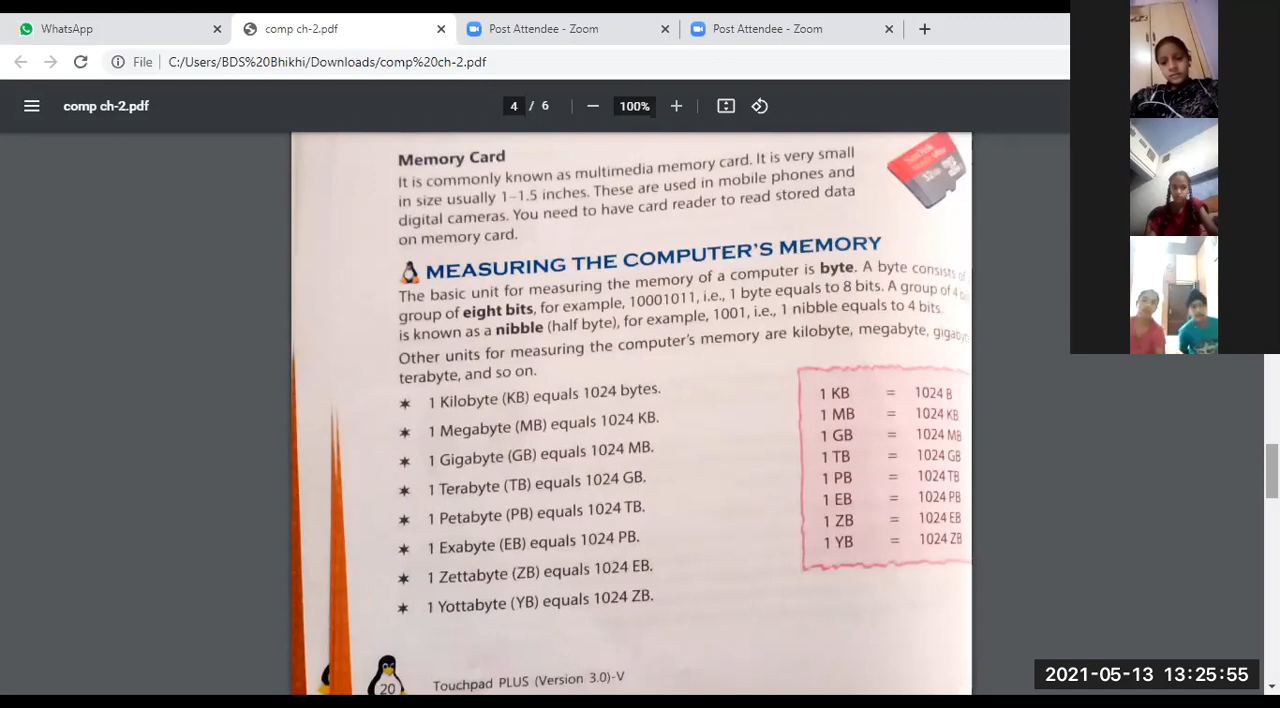 WhatsApp
comp ch-2.pdf
Post Attendee - Zoom
Post Attendee - Zoom
File C:/Users/BDS%20Bhikhi/Downloads/comp%20ch-2.pdf
comp ch-2.pdf
4 / 6
100%
Memory Card
It is commonly known as multimedia memory card. It is very small
in size usually 1–1.5 inches. These are used in mobile phones and
digital cameras. You need to have card reader to read stored data
on memory card.
32GB
MEASURING THE COMPUTER'S MEMORY
The basic unit for measuring the memory of a computer is byte. A byte consists of
group of eight bits, for example, 10001011, i.e., 1 byte equals to 8 bits. A group of 4
is known as a nibble (half byte), for example, 1001, i.e., 1 nibble equals to 4 bits.
Other units for measuring the computer's memory are kilobyte, megabyte, gigabyt
terabyte, and so on.
✶ 1 Kilobyte (KB) equals 1024 bytes.
✶ 1 Megabyte (MB) equals 1024 KB.
✶ 1 Gigabyte (GB) equals 1024 MB.
✶ 1 Terabyte (TB) equals 1024 GB.
✶ 1 Petabyte (PB) equals 1024 TB.
✶ 1 Exabyte (EB) equals 1024 PB.
✶ 1 Zettabyte (ZB) equals 1024 EB.
✶ 1 Yottabyte (YB) equals 1024 ZB.
1 KB = 1024 B
1 MB = 1024 KB
1 GB = 1024 MB
1 TB = 1024 GB
1 PB = 1024 TB
1 EB = 1024 PB
1 ZB = 1024 EB
1 YB = 1024 ZB
20
Touchpad PLUS (Version 3.0)-V
2021-05-13 13:25:55